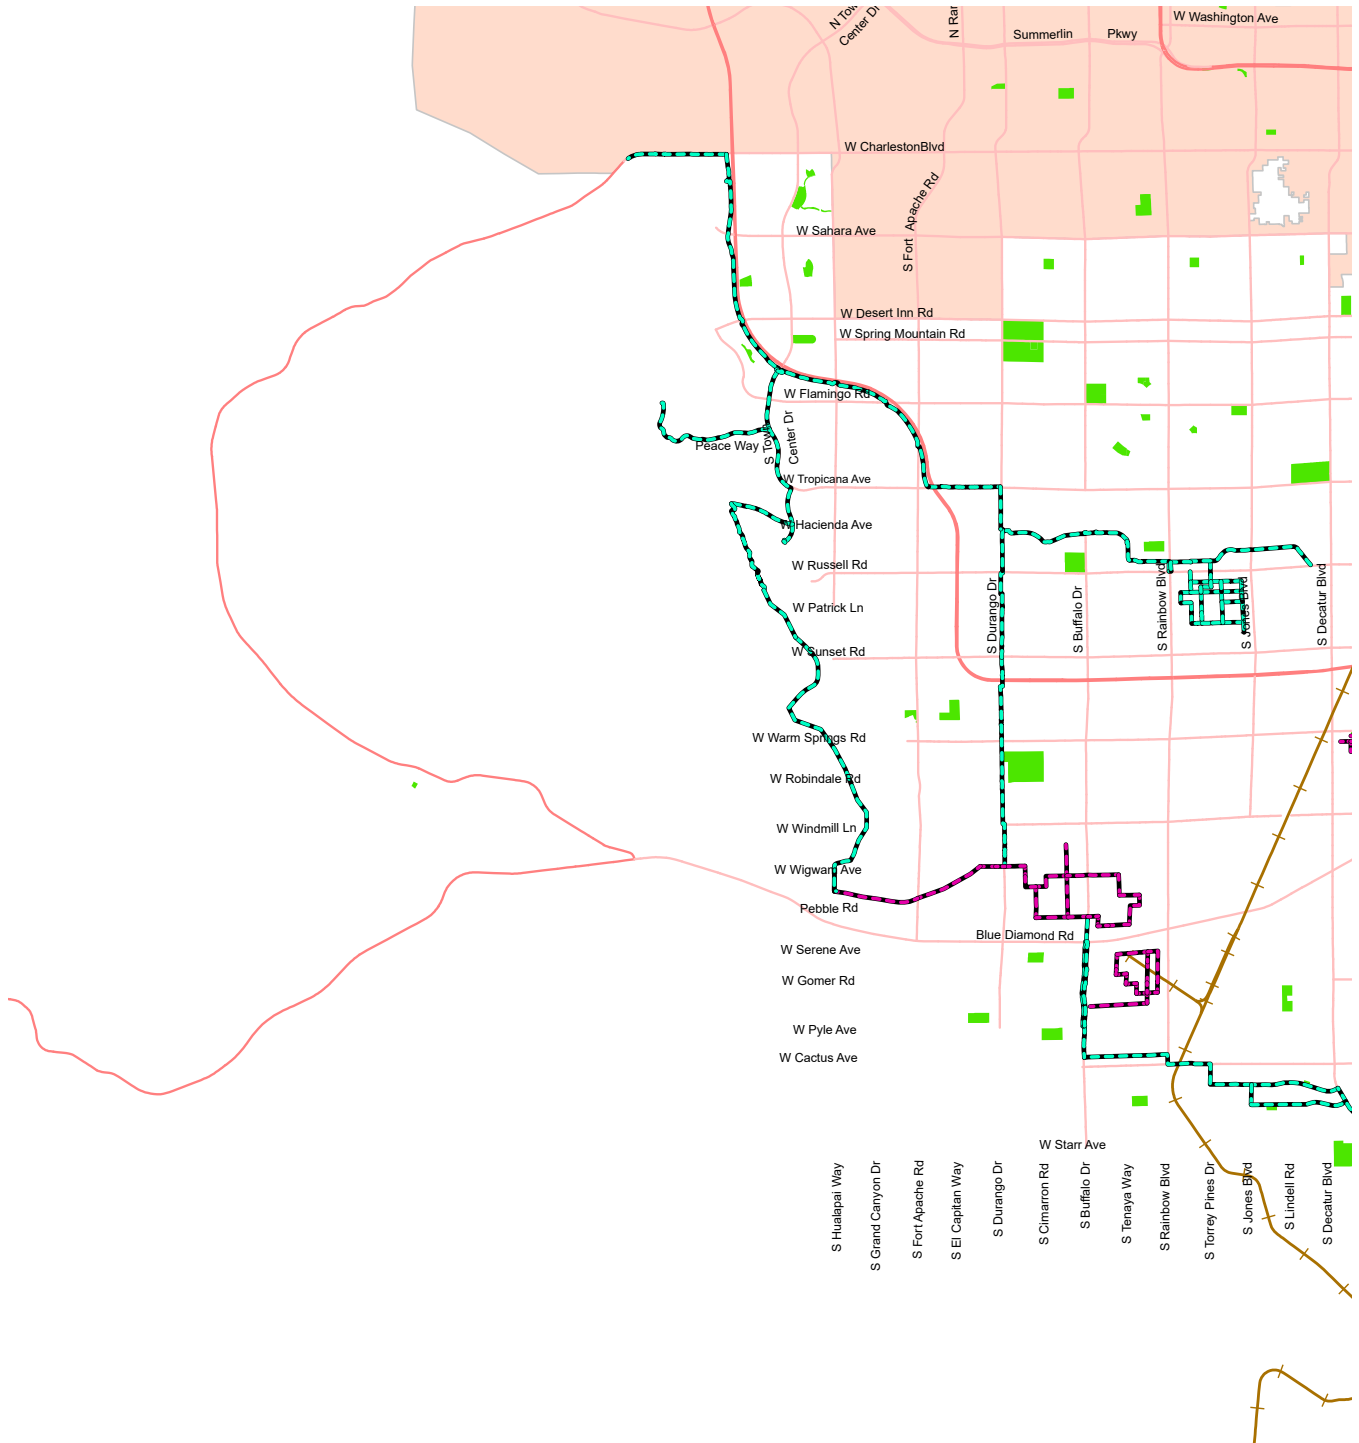 N Tow
Center Dr
N Rar
W Washington Ave
Summerlin Pkwy
W CharlestonBlvd
S Fort Apache Rd
W Sahara Ave
W Desert Inn Rd
W Spring Mountain Rd
W Flamingo Rd
Peace Way
S Town
Center Dr
W Tropicana Ave
W Hacienda Ave
W Russell Rd
W Patrick Ln
W Sunset Rd
S Durango Dr
S Buffalo Dr
S Rainbow Blvd
S Jones Blvd
S Decatur Blvd
W Warm Springs Rd
W Robindale Rd
W Windmill Ln
W Wigwam Ave
Pebble Rd
Blue Diamond Rd
W Serene Ave
W Gomer Rd
W Pyle Ave
W Cactus Ave
W Starr Ave
S Hualapai Way
S Grand Canyon Dr
S Fort Apache Rd
S El Capitan Way
S Durango Dr
S Cimarron Rd
S Buffalo Dr
S Tenaya Way
S Rainbow Blvd
S Torrey Pines Dr
S Jones Blvd
S Lindell Rd
S Decatur Blvd